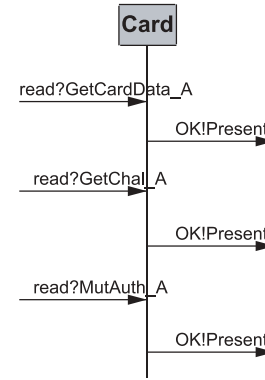 Card
read?GetCardData_A
OK!Present
read?GetChal_A
OK!Present
read?MutAuth_A
OK!Present